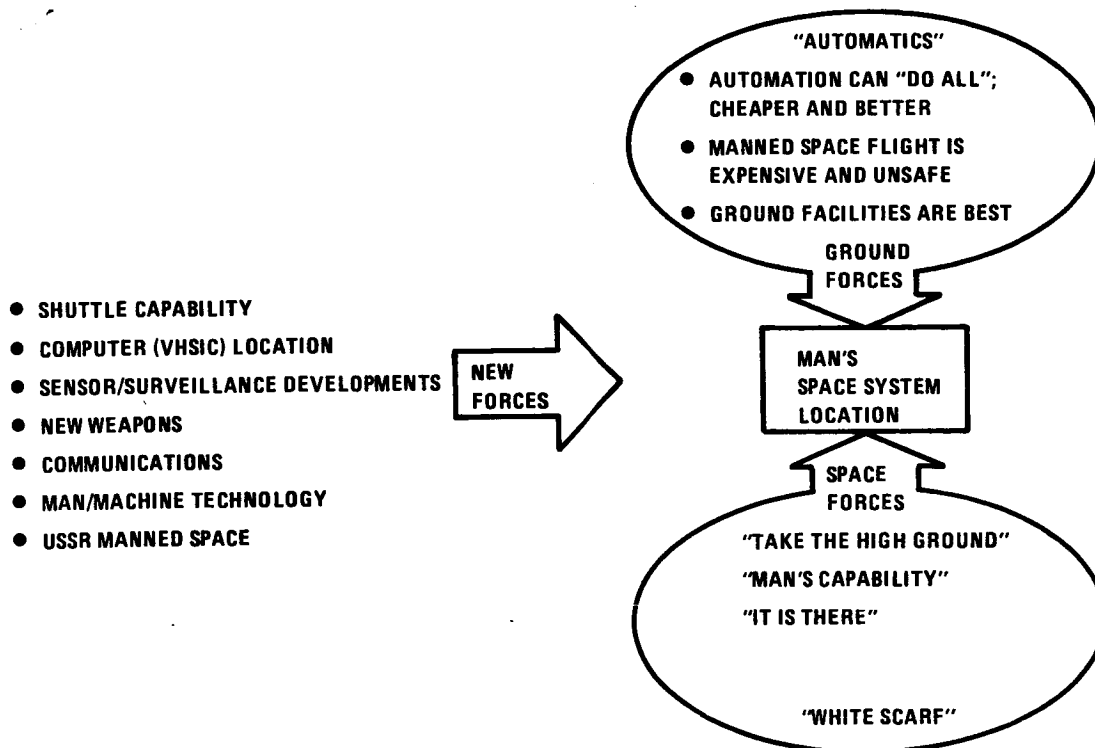 "AUTOMATICS"
● AUTOMATION CAN "DO ALL";
CHEAPER AND BETTER
● MANNED SPACE FLIGHT IS
EXPENSIVE AND UNSAFE
● GROUND FACILITIES ARE BEST
GROUND
FORCES
● SHUTTLE CAPABILITY
● COMPUTER (VHSIC) LOCATION
● SENSOR/SURVEILLANCE DEVELOPMENTS
● NEW WEAPONS
● COMMUNICATIONS
● MAN/MACHINE TECHNOLOGY
● USSR MANNED SPACE
NEW
FORCES
MAN'S
SPACE SYSTEM
LOCATION
SPACE
FORCES
"TAKE THE HIGH GROUND"
"MAN'S CAPABILITY"
"IT IS THERE"
"WHITE SCARF"